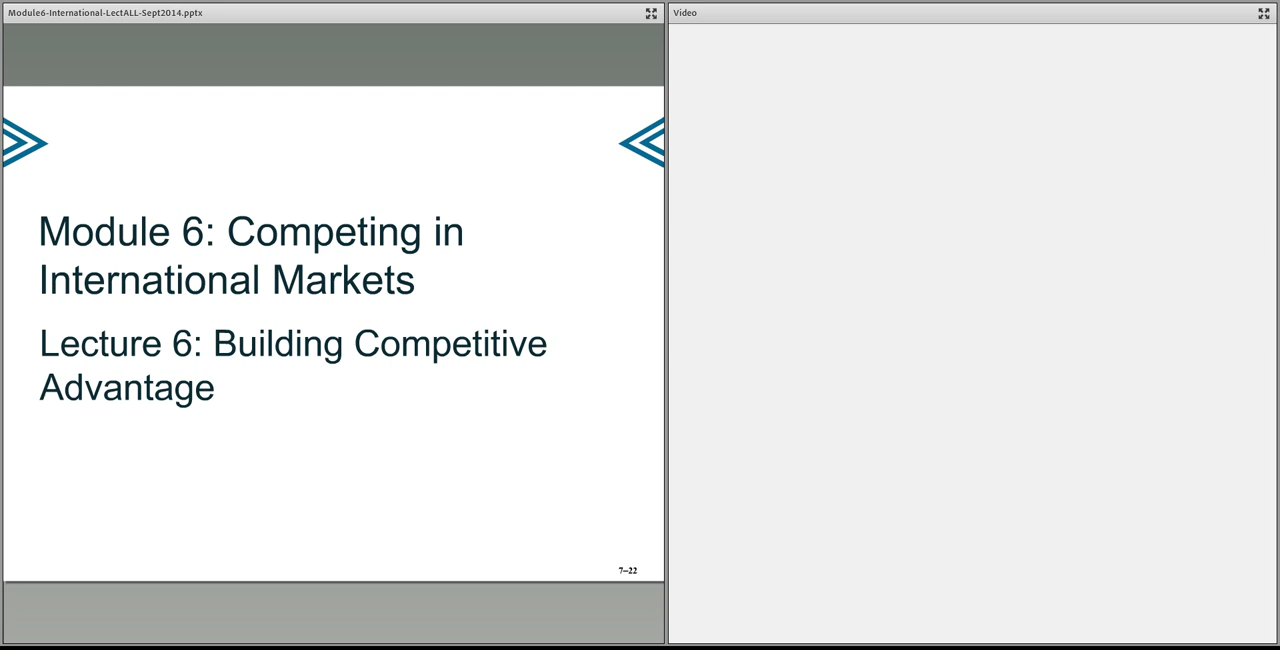 Module6-International-LectALL-Sept2014.pptx
Video
Module 6: Competing in
International Markets
Lecture 6: Building Competitive
Advantage
7–22